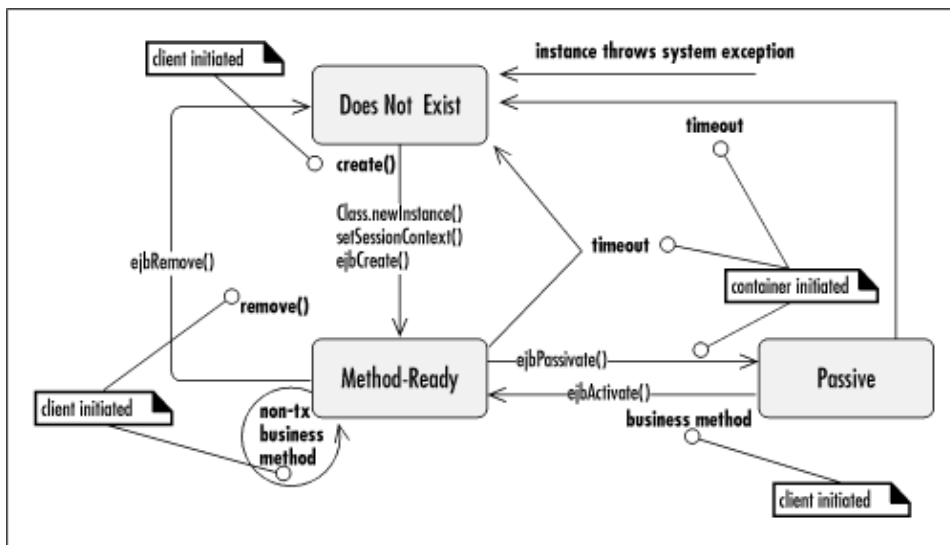 client initiated
instance throws system exception
Does Not Exist
timeout
create()
Class.newInstance()
setSessionContext()
ejbCreate()
timeout
ejbRemove()
container initiated
remove()
Method-Ready
ejbPassivate()
ejbActivate()
Passive
client initiated
non-tx
business
method
business method
client initiated